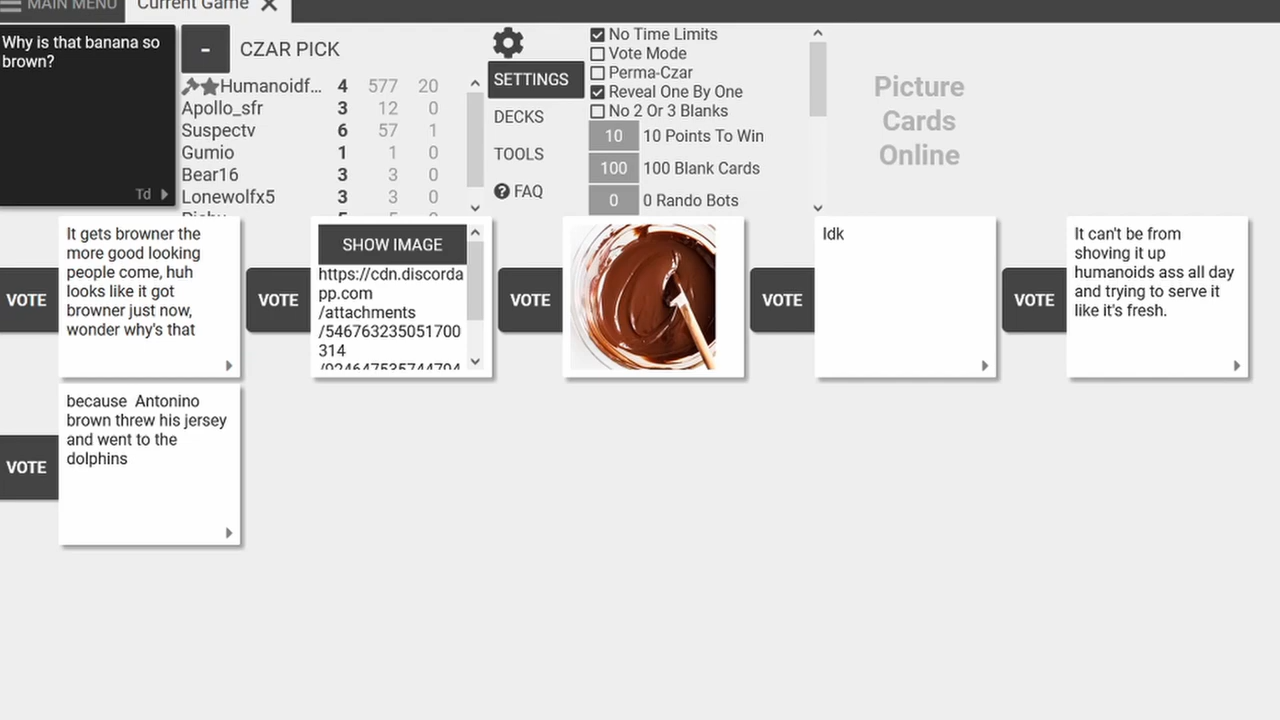 MAIN MENU
Current Game
Why is that banana so
brown?
Td
-
CZAR PICK
Humanoidf... 4 577 20
Apollo_sfr 3 12 0
Suspectv 6 57 1
Gumio 1 1 0
Bear16 3 3 0
Lonewolfx5 3 3 0
SETTINGS
DECKS
TOOLS
FAQ
No Time Limits
Vote Mode
Perma-Czar
Reveal One By One
No 2 Or 3 Blanks
10 10 Points To Win
100 100 Blank Cards
0 0 Rando Bots
Picture
Cards
Online
VOTE
It gets browner the
more good looking
people come, huh
looks like it got
browner just now,
wonder why's that
VOTE
SHOW IMAGE
https://cdn.discorda
pp.com
/attachments
/546763235051700
314
VOTE
VOTE
Idk
VOTE
It can't be from
shoving it up
humanoids ass all day
and trying to serve it
like it's fresh.
VOTE
because Antonino
brown threw his jersey
and went to the
dolphins